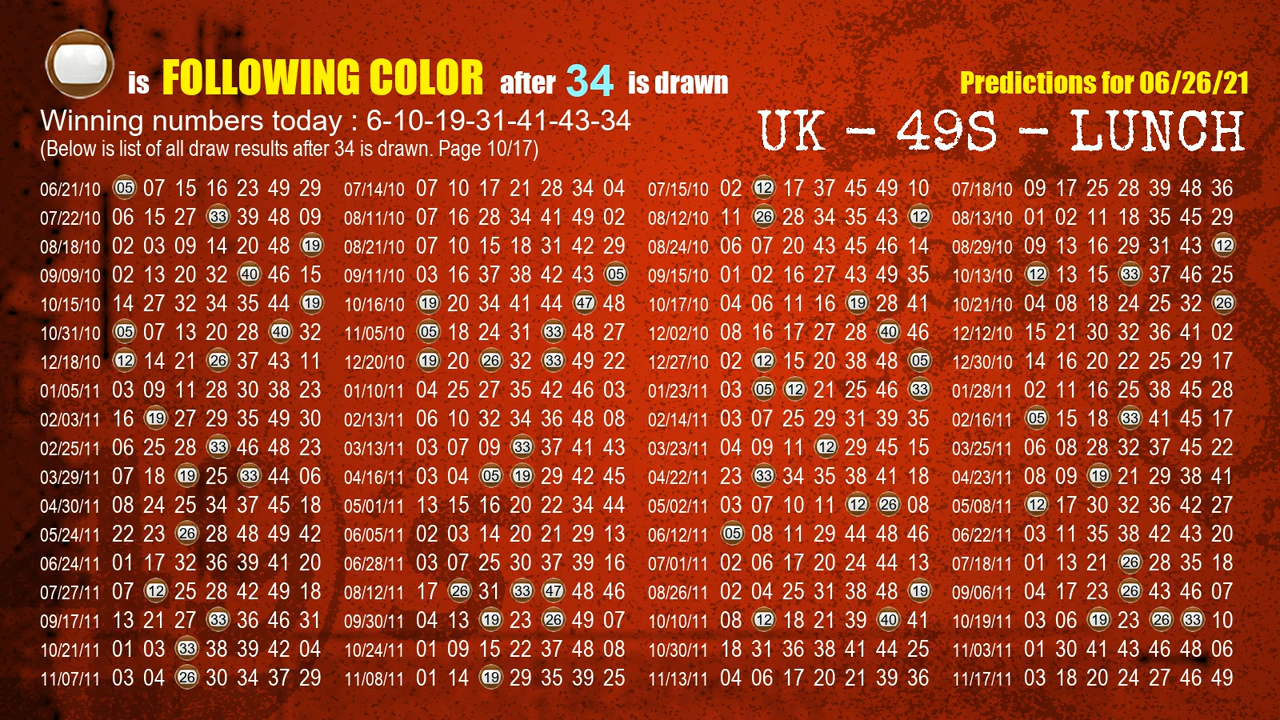 is FOLLOWING COLOR after 34 is drawn
Predictions for 06/26/21
Winning numbers today : 6-10-19-31-41-43-34
UK - 49S - LUNCH
(Below is list of all draw results after 34 is drawn. Page 10/17)
06/21/10 05 07 15 16 23 49 29 07/14/10 07 10 17 21 28 34 04 07/15/10 02 12 17 37 45 49 10 07/18/10 09 17 25 28 39 48 36
07/22/10 06 15 27 33 39 48 09 08/11/10 07 16 28 34 41 49 02 08/12/10 11 26 28 34 35 43 12 08/13/10 01 02 11 18 35 45 29
08/18/10 02 03 09 14 20 48 19 08/21/10 07 10 15 18 31 42 29 08/24/10 06 07 20 43 45 46 14 08/29/10 09 13 16 29 31 43 12
09/09/10 02 13 20 32 40 46 15 09/11/10 03 16 37 38 42 43 05 09/15/10 01 02 16 27 43 49 35 10/13/10 12 13 15 33 37 46 25
10/15/10 14 27 32 34 35 44 19 10/16/10 19 20 34 41 44 47 48 10/17/10 04 06 11 16 19 28 41 10/21/10 04 08 18 24 25 32 26
10/31/10 05 07 13 20 28 40 32 11/05/10 05 18 24 31 33 48 27 12/02/10 08 16 17 27 28 40 46 12/12/10 15 21 30 32 36 41 02
12/18/10 12 14 21 26 37 43 11 12/20/10 19 20 26 32 33 49 22 12/27/10 02 12 15 20 38 48 05 12/30/10 14 16 20 22 25 29 17
01/05/11 03 09 11 28 30 38 23 01/10/11 04 25 27 35 42 46 03 01/23/11 03 05 12 21 25 46 33 01/28/11 02 11 16 25 38 45 28
02/03/11 16 19 27 29 35 49 30 02/13/11 06 10 32 34 36 48 08 02/14/11 03 07 25 29 31 39 35 02/16/11 05 15 18 33 41 45 17
02/25/11 06 25 28 33 46 48 23 03/13/11 03 07 09 33 37 41 43 03/23/11 04 09 11 12 29 45 15 03/25/11 06 08 28 32 37 45 22
03/29/11 07 18 19 25 33 44 06 04/16/11 03 04 05 19 29 42 45 04/22/11 23 33 34 35 38 41 18 04/23/11 08 09 19 21 29 38 41
04/30/11 08 24 25 34 37 45 18 05/01/11 13 15 16 20 22 34 44 05/02/11 03 07 10 11 12 26 08 05/08/11 12 17 30 32 36 42 27
05/24/11 22 23 26 28 48 49 42 06/05/11 02 03 14 20 21 29 13 06/12/11 05 08 11 29 44 48 46 06/22/11 03 11 35 38 42 43 20
06/24/11 01 17 32 36 39 41 20 06/28/11 03 07 25 30 37 39 16 07/01/11 02 06 17 20 24 44 13 07/18/11 01 13 21 26 28 35 18
07/27/11 07 12 25 28 42 49 18 08/12/11 17 26 31 33 47 48 46 08/26/11 02 04 25 31 38 48 19 09/06/11 04 17 23 26 43 46 07
09/17/11 13 21 27 33 36 46 31 09/30/11 04 13 19 23 26 49 07 10/10/11 08 12 18 21 39 40 41 10/19/11 03 06 19 23 26 33 10
10/21/11 01 03 33 38 39 42 04 10/24/11 01 09 15 22 37 48 08 10/30/11 18 31 36 38 41 44 25 11/03/11 01 30 31 43 46 48 06
11/07/11 03 04 26 30 34 37 29 11/08/11 01 14 19 29 35 39 25 11/13/11 04 06 17 20 21 39 36 11/17/11 03 18 20 24 27 46 49